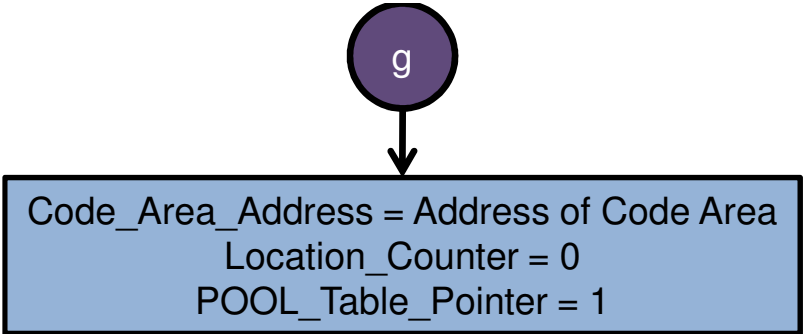 g
Code_Area_Address = Address of Code Area
Location_Counter = 0
POOL_Table_Pointer = 1